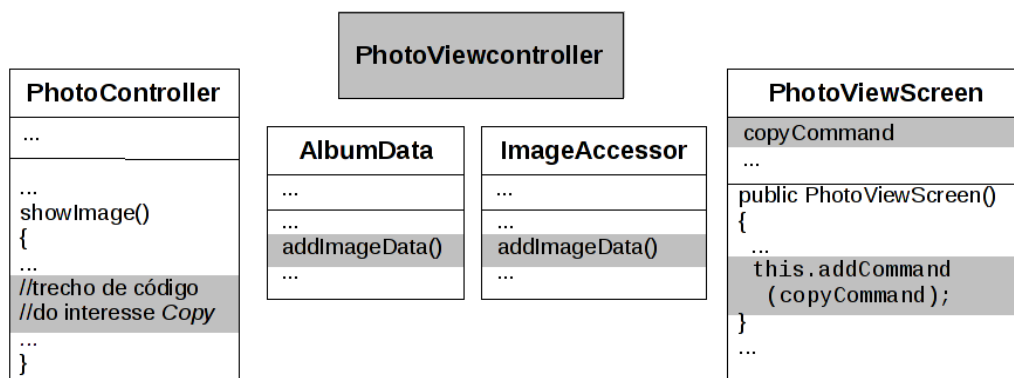 PhotoViewcontroller
PhotoController
...
...
showImage()
{
...
//trecho de código
//do interesse Copy
...
}
AlbumData
...
...
addImageData()
...
ImageAccessor
...
...
addImageData()
...
PhotoViewScreen
copyCommand
...
public PhotoViewScreen()
{
...
this.addCommand
(copyCommand);
}
...